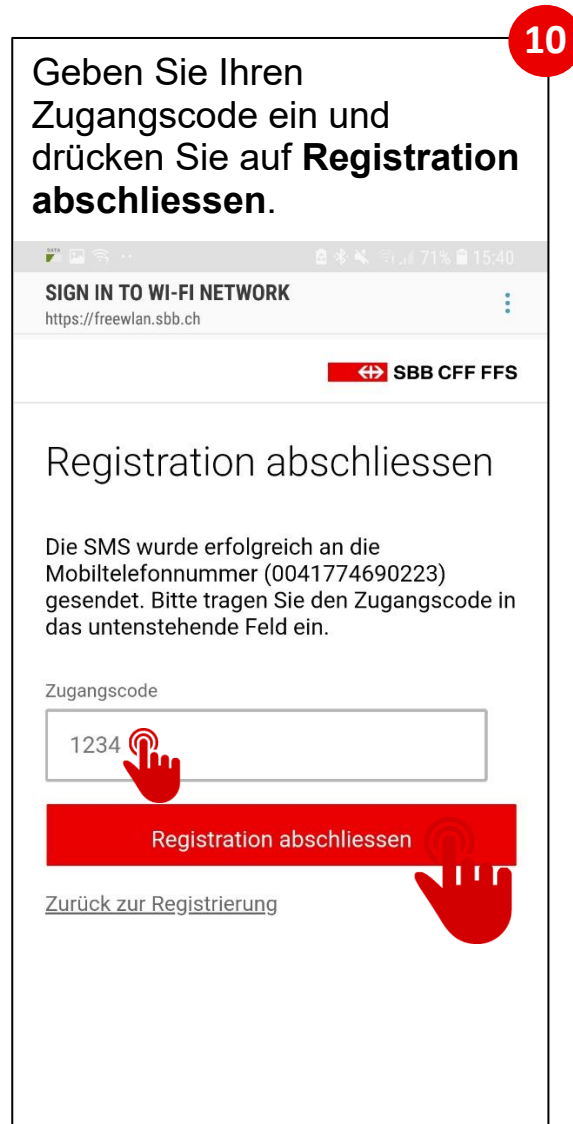 10
Geben Sie Ihren
Zugangscode ein und
drücken Sie auf Registration
abschliessen.
DATA 71% 15:40
SIGN IN TO WI-FI NETWORK
https://freewlan.sbb.ch
SBB CFF FFS
Registration abschliessen
Die SMS wurde erfolgreich an die
Mobiltelefonnummer (0041774690223)
gesendet. Bitte tragen Sie den Zugangscode in
das untenstehende Feld ein.
Zugangscode
1234
Registration abschliessen
Zurück zur Registrierung